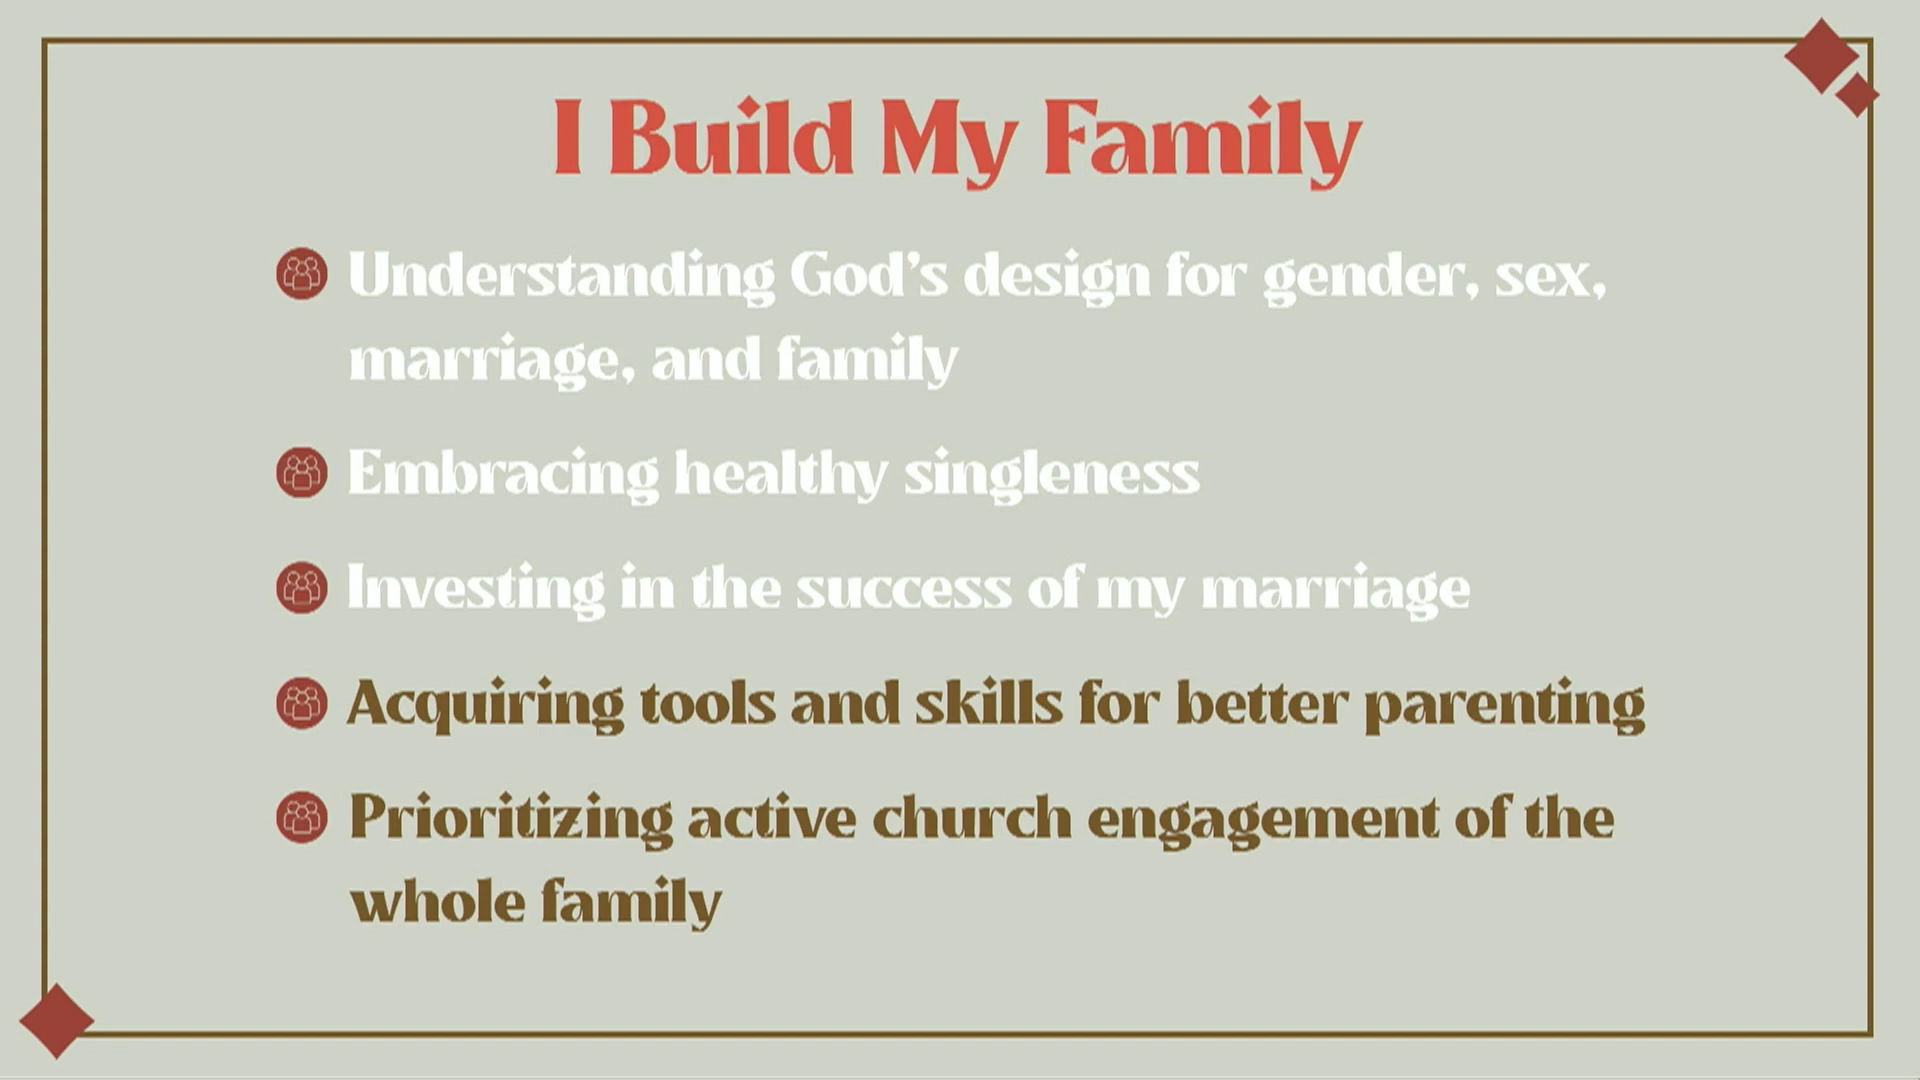 I Build My Family
Understanding God’s design for gender, sex,
marriage, and family
Embracing healthy singleness
Investing in the success of my marriage
Acquiring tools and skills for better parenting
Prioritizing active church engagement of the
whole family